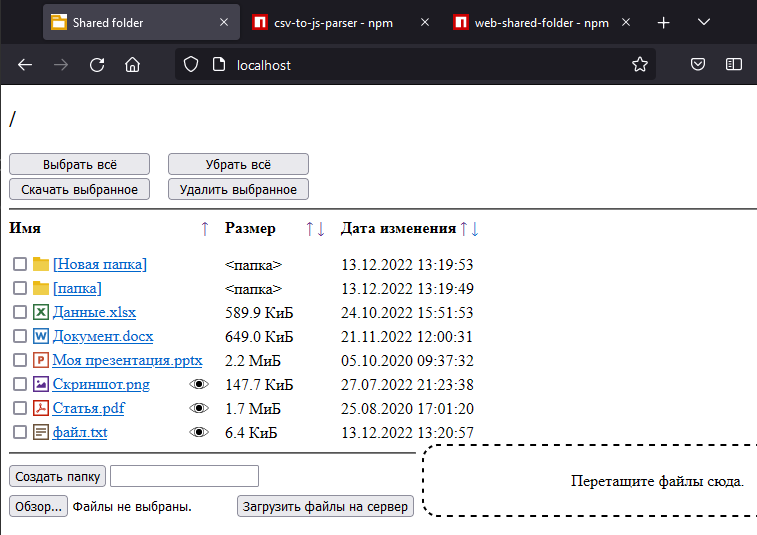 Shared folder csv-to-js-parser - npm web-shared-folder - npm
localhost
/
Выбрать всё Убрать всё
Скачать выбранное Удалить выбранное
Имя ↑ Размер ↑↓ Дата изменения ↑↓
[Новая папка] <папка> 13.12.2022 13:19:53
[папка] <папка> 13.12.2022 13:19:49
Данные.xlsx 589.9 КиБ 24.10.2022 15:51:53
Документ.docx 649.0 КиБ 21.11.2022 12:00:31
Моя презентация.pptx 2.2 МиБ 05.10.2020 09:37:32
Скриншот.png 147.7 КиБ 27.07.2022 21:23:38
Статья.pdf 1.7 МиБ 25.08.2020 17:01:20
файл.txt 6.4 КиБ 13.12.2022 13:20:57
Создать папку
Перетащите файлы сюда.
Обзор... Файлы не выбраны. Загрузить файлы на сервер